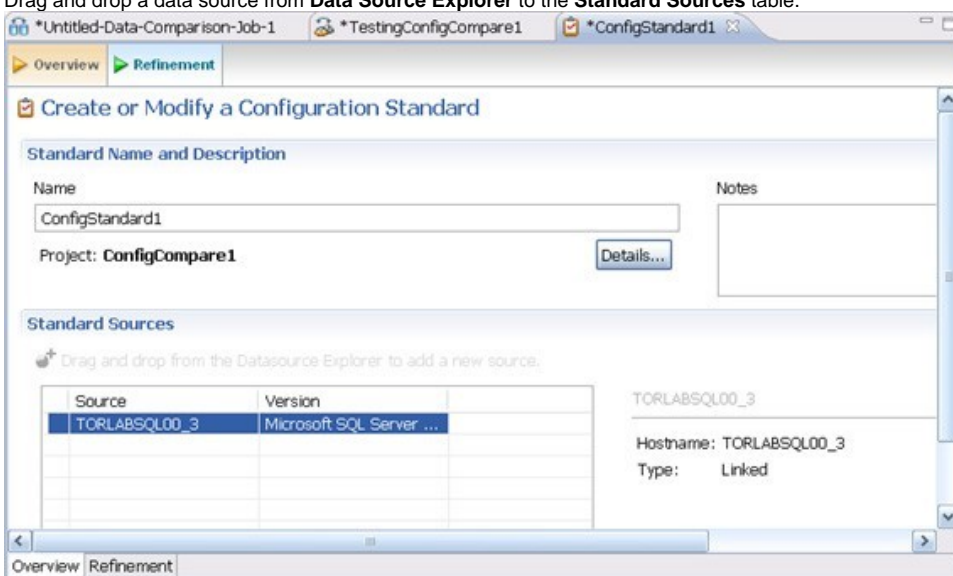 Drag and drop a data source from Data Source Explorer to the Standard Sources table.
*Untitled-Data-Comparison-Job-1 *TestingConfigCompare1 *ConfigStandard1
Overview Refinement
Create or Modify a Configuration Standard
Standard Name and Description
Name Notes
ConfigStandard1
Project: ConfigCompare1 Details...
Standard Sources
Drag and drop from the Datasource Explorer to add a new source.
Source Version
TORLABSQL00_3 Microsoft SQL Server ...
TORLABSQL00_3
Hostname: TORLABSQL00_3
Type: Linked
Overview Refinement